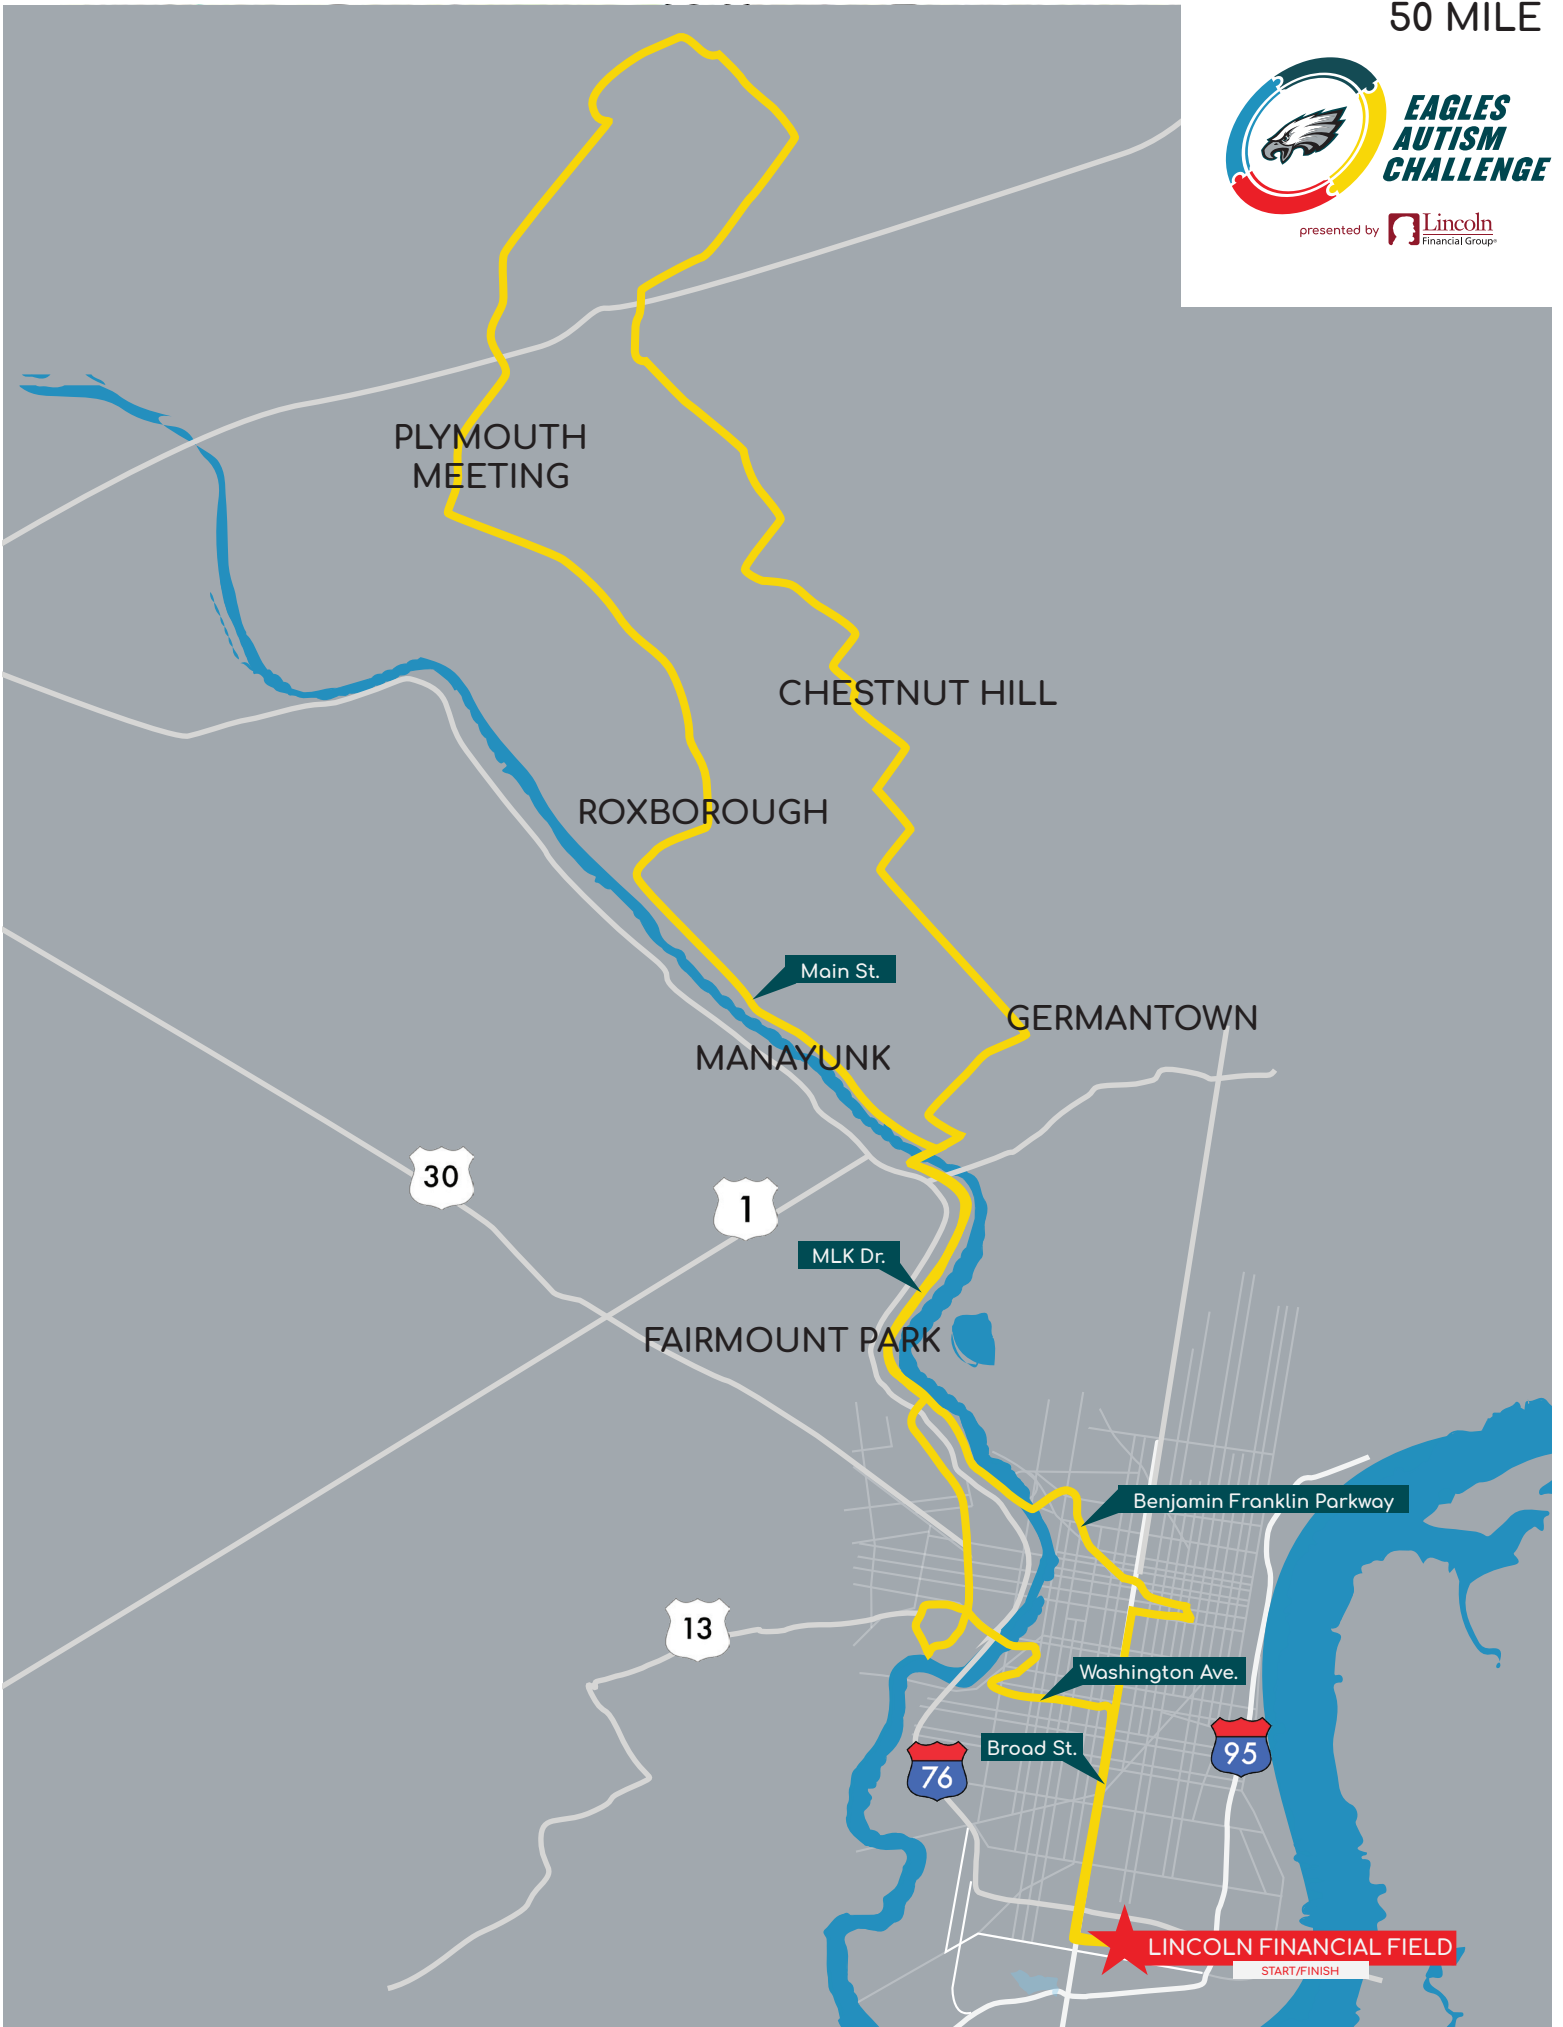 50 MILE
EAGLES
AUTISM
CHALLENGE
presented by
Lincoln
Financial Group®
PLYMOUTH
MEETING
CHESTNUT HILL
ROXBOROUGH
Main St.
GERMANTOWN
MANAYUNK
30
1
MLK Dr.
FAIRMOUNT PARK
Benjamin Franklin Parkway
13
Washington Ave.
Broad St.
95
76
LINCOLN FINANCIAL FIELD
START/FINISH